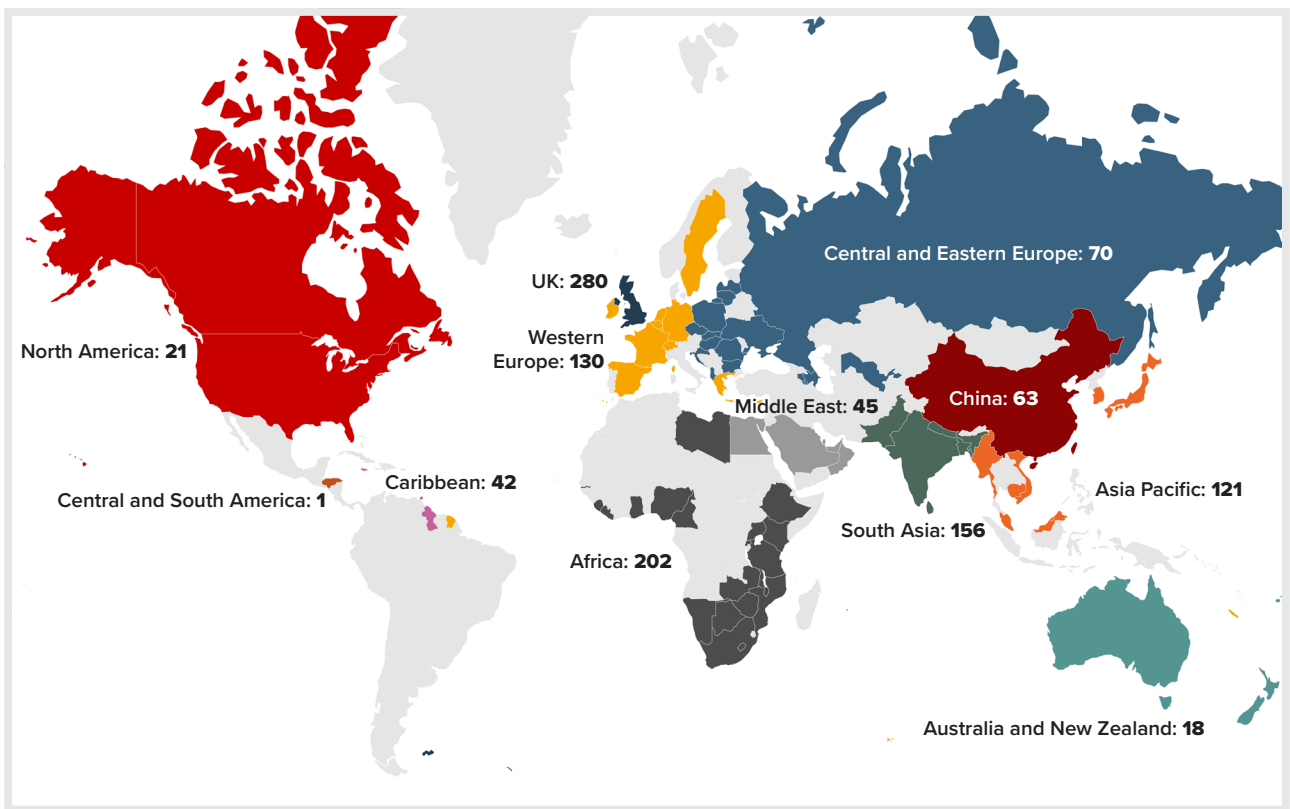 Central and Eastern Europe: 70
UK: 280
Western
Europe: 130
North America: 21
China: 63
Middle East: 45
Caribbean: 42
Central and South America: 1
Asia Pacific: 121
South Asia: 156
Africa: 202
Australia and New Zealand: 18